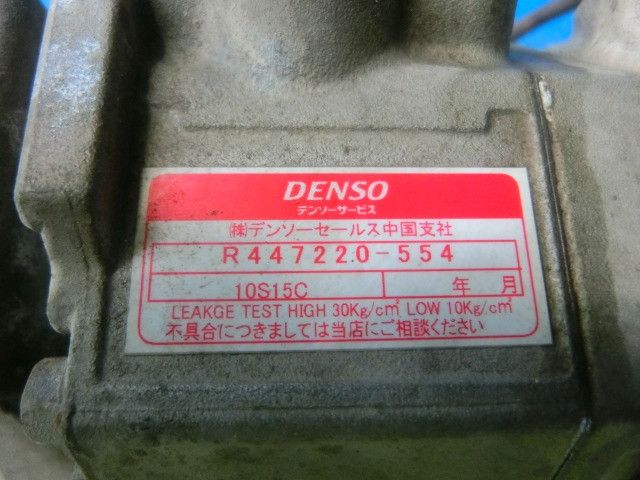 DENSO
デンソーサービス
㈱デンソーセールス中国支社
R447220-554
10S15C 年 月
LEAKGE TEST HIGH 30Kg/c㎡ LOW 10Kg/c㎡
不具合につきましては当店にご相談ください